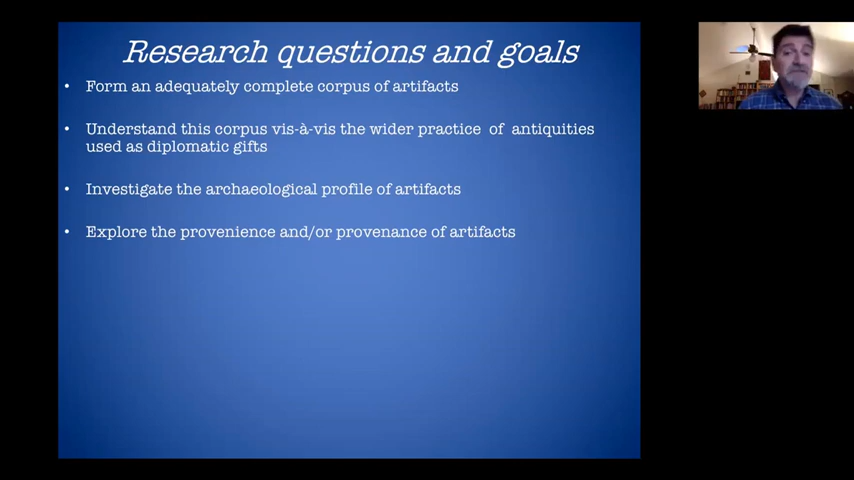 Research questions and goals
• Form an adequately complete corpus of artifacts
• Understand this corpus vis-à-vis the wider practice of antiquities
used as diplomatic gifts
• Investigate the archaeological profile of artifacts
• Explore the provenience and/or provenance of artifacts